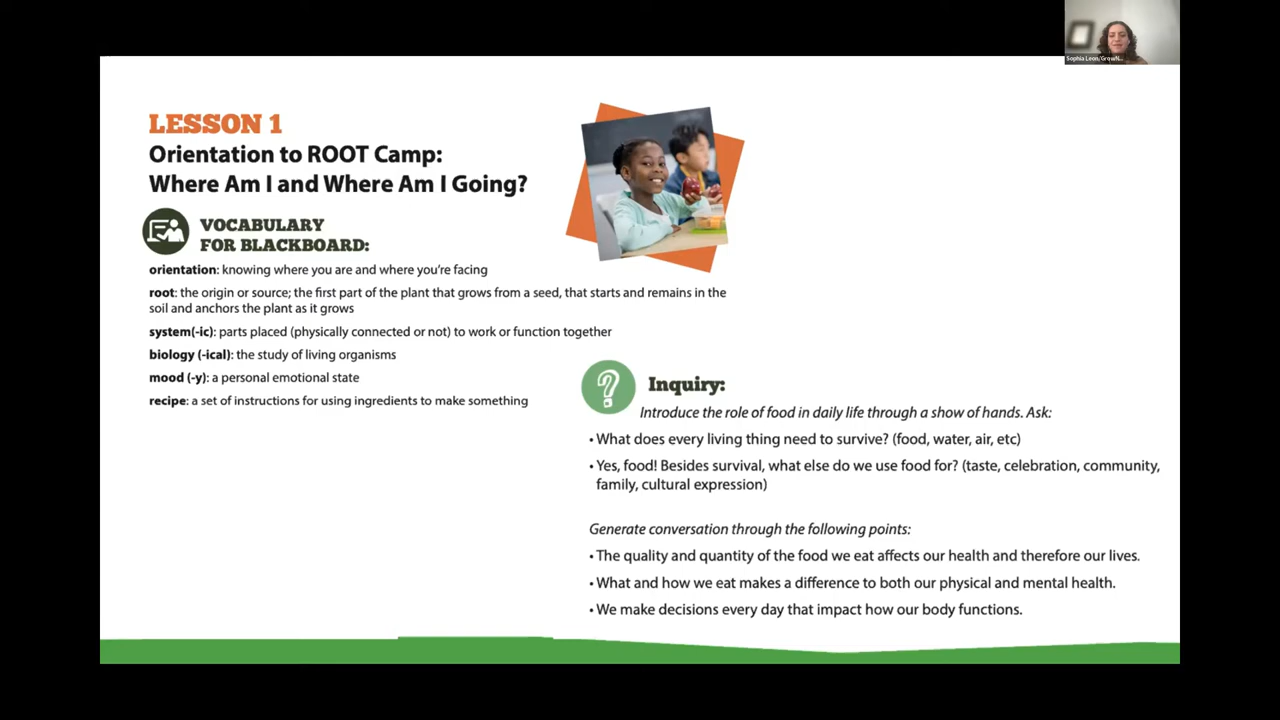 LESSON 1
Orientation to ROOT Camp:
Where Am I and Where Am I Going?
VOCABULARY
FOR BLACKBOARD:
orientation: knowing where you are and where you're facing
root: the origin or source; the first part of the plant that grows from a seed, that starts and remains in the
soil and anchors the plant as it grows
system(-ic): parts placed (physically connected or not) to work or function together
biology (-ical): the study of living organisms
mood (-y): a personal emotional state
recipe: a set of instructions for using ingredients to make something
?
Inquiry:
Introduce the role of food in daily life through a show of hands. Ask:
• What does every living thing need to survive? (food, water, air, etc)
• Yes, food! Besides survival, what else do we use food for? (taste, celebration, community,
family, cultural expression)
Generate conversation through the following points:
• The quality and quantity of the food we eat affects our health and therefore our lives.
• What and how we eat makes a difference to both our physical and mental health.
• We make decisions every day that impact how our body functions.
Sophia Leon/GrowN...